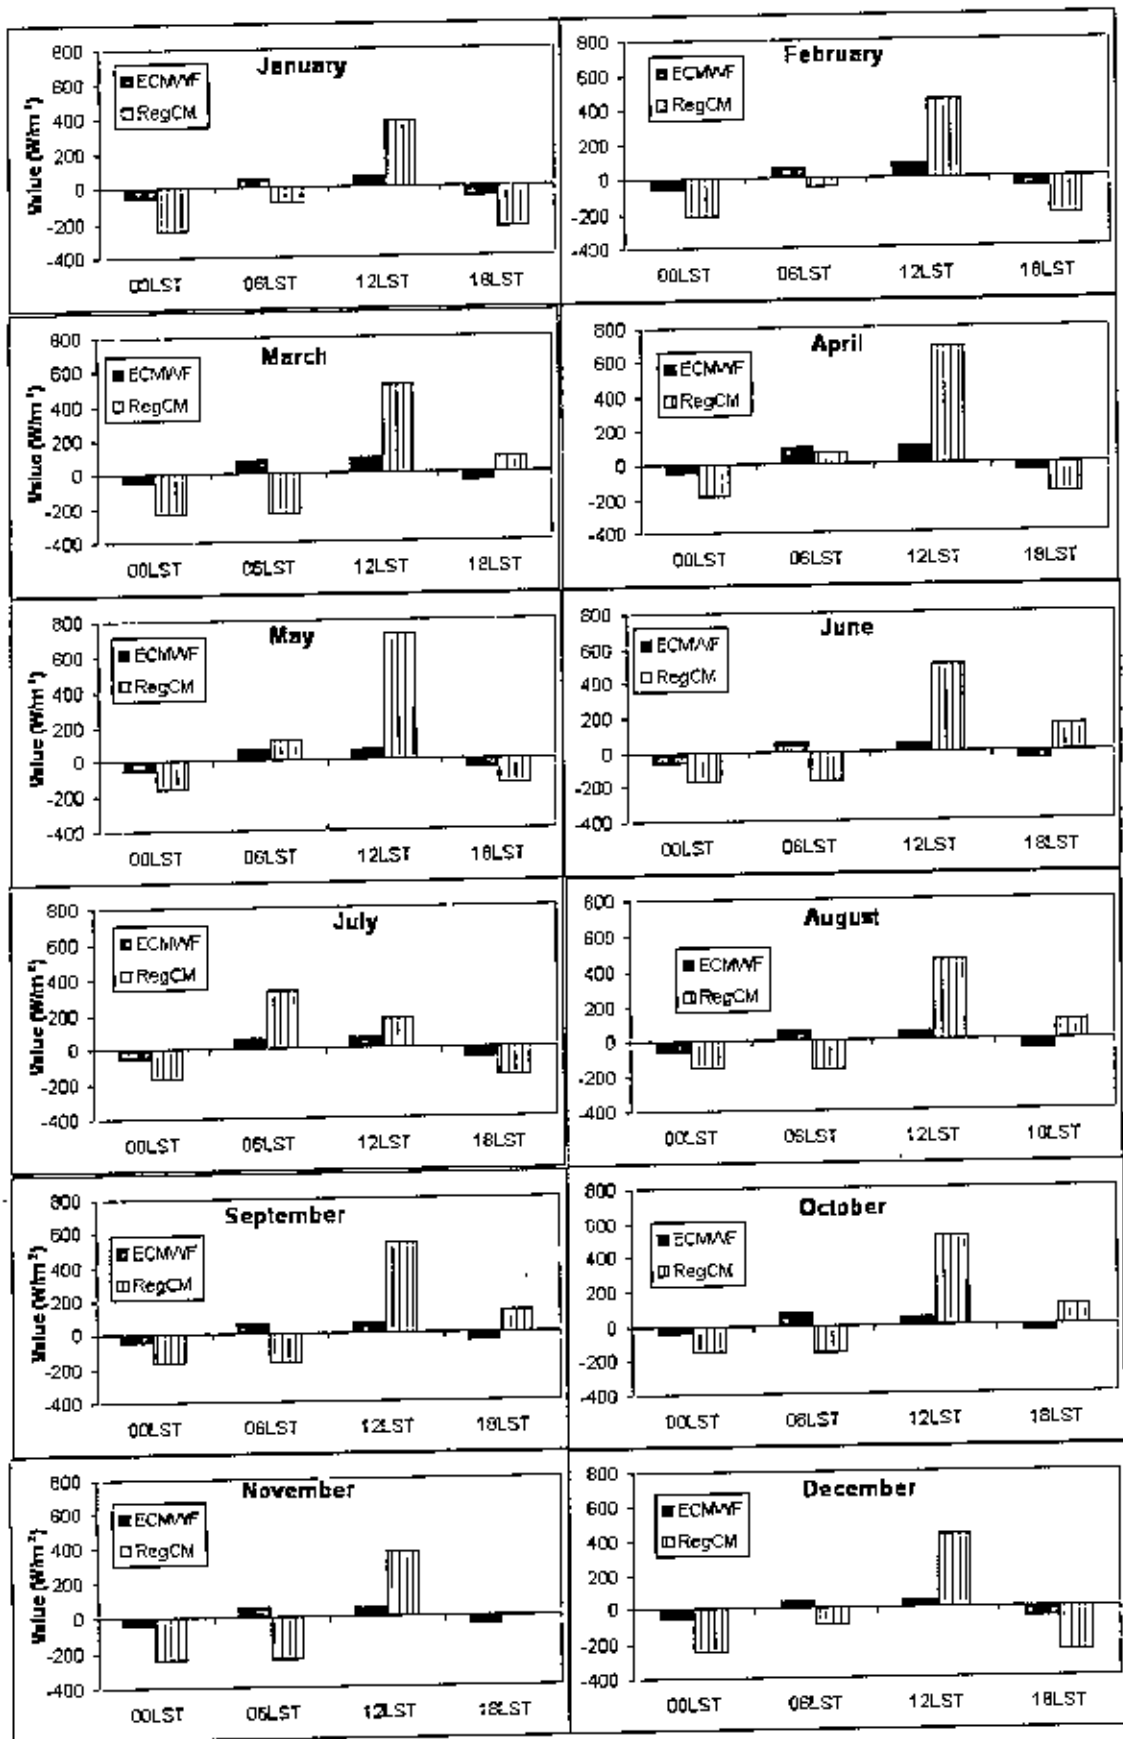 January
800
600
400
200
0
-200
-400
Value (W/m²)
ECMWF
RegCM
00LST 06LST 12LST 18LST
February
800
600
400
200
0
-200
-400
ECMWF
RegCM
00LST 06LST 12LST 18LST
March
800
600
400
200
0
-200
-400
Value (W/m²)
ECMWF
RegCM
00LST 06LST 12LST 18LST
April
800
600
400
200
0
-200
-400
ECMWF
RegCM
00LST 06LST 12LST 18LST
May
800
600
400
200
0
-200
-400
Value (W/m²)
ECMWF
RegCM
00LST 06LST 12LST 18LST
June
800
600
400
200
0
-200
-400
ECMWF
RegCM
00LST 06LST 12LST 18LST
July
800
600
400
200
0
-200
-400
Value (W/m²)
ECMWF
RegCM
00LST 06LST 12LST 18LST
August
800
600
400
200
0
-200
-400
ECMWF
RegCM
00LST 06LST 12LST 18LST
September
800
600
400
200
0
-200
-400
Value (W/m²)
ECMWF
RegCM
00LST 06LST 12LST 18LST
October
800
600
400
200
0
-200
-400
ECMWF
RegCM
00LST 06LST 12LST 18LST
November
800
600
400
200
0
-200
-400
Value (W/m²)
ECMWF
RegCM
00LST 06LST 12LST 18LST
December
800
600
400
200
0
-200
-400
ECMWF
RegCM
00LST 06LST 12LST 18LST